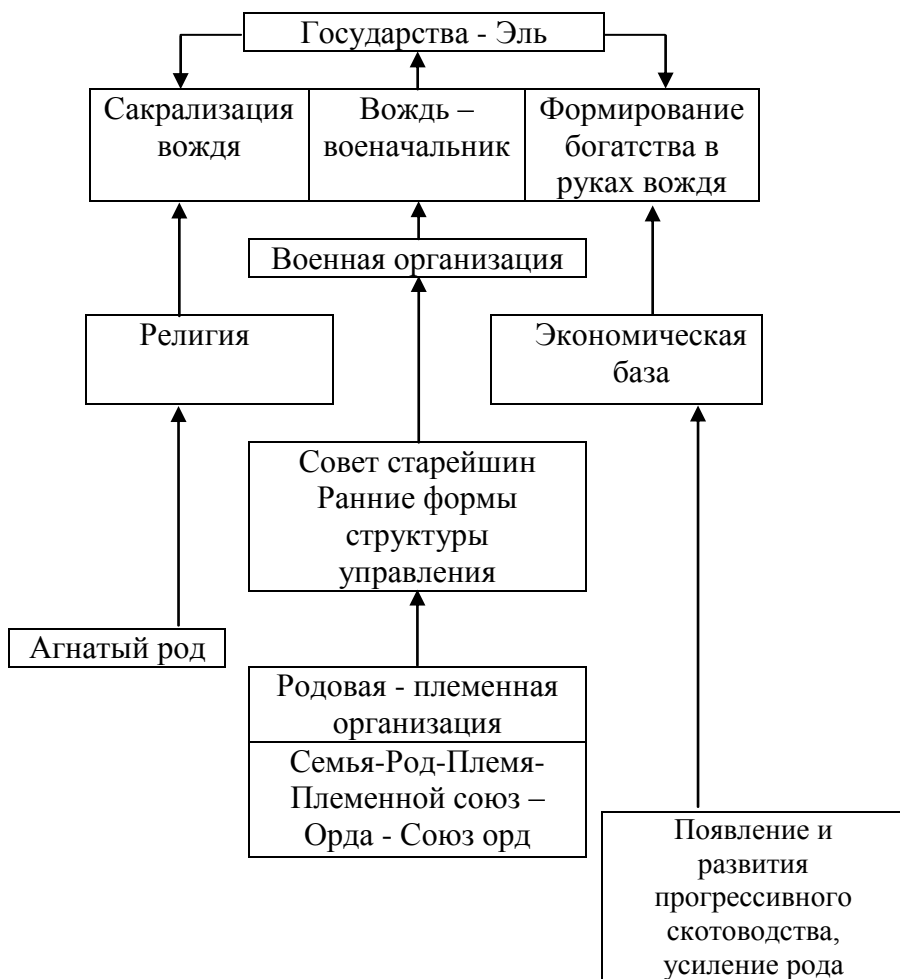 Государства - Эль
Сакрализация
вождя
Вождь –
военачальник
Формирование
богатства в
руках вождя
Военная организация
Религия
Экономическая
база
Совет старейшин
Ранние формы
структуры
управления
Агнатый род
Родовая - племенная
организация
Семья-Род-Племя-
Племенной союз –
Орда - Союз орд
Появление и
развития
прогрессивного
скотоводства,
усиление рода